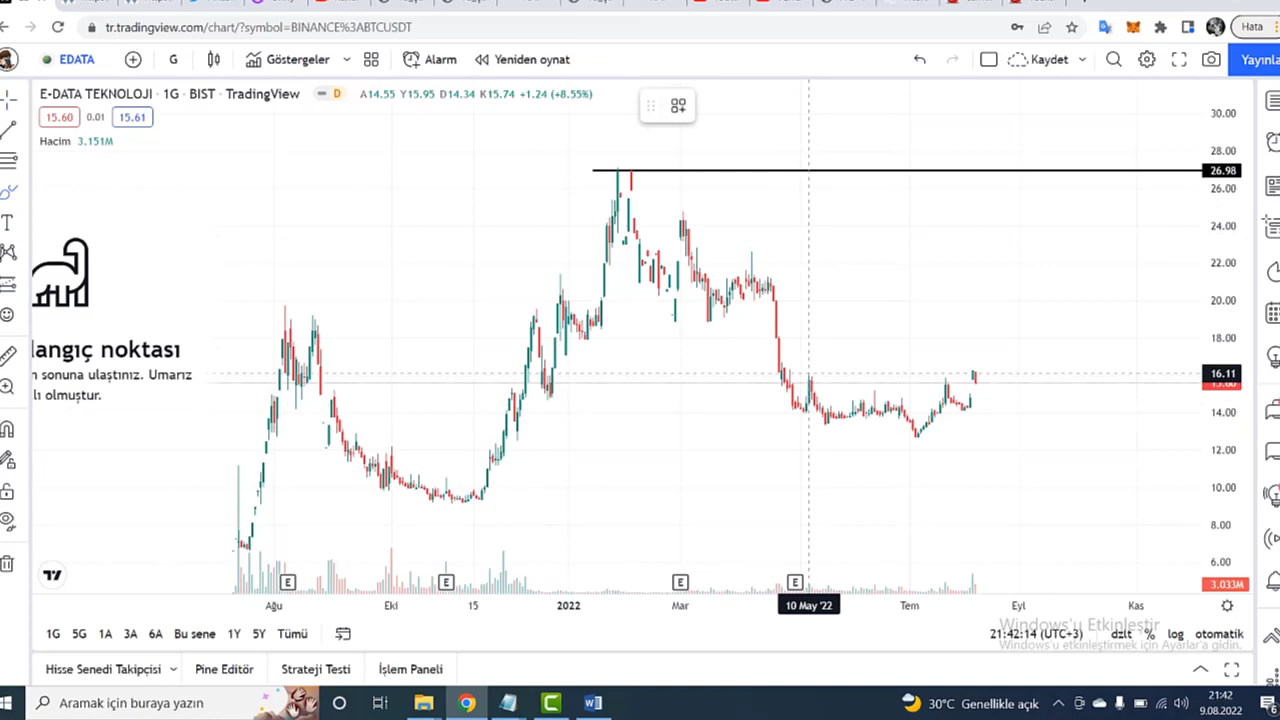 tr.tradingview.com/chart/?symbol=BINANCE%3ABTCUSDT
Hata
EDATA
G
Göstergeler
Alarm
Yeniden oynat
Kaydet
Yayınla
E-DATA TEKNOLOJI · 1G · BIST · TradingView
D
A14.55 Y15.95 D14.34 K15.74 +1.24 (+8.55%)
15.60
0.01
15.61
Hacim 3.151M
30.00
28.00
26.98
26.00
24.00
22.00
20.00
18.00
16.11
15.60
14.00
12.00
10.00
8.00
6.00
3.033M
langıç noktası
n sonuna ulaştınız. Umarız
lı olmuştur.
E
E
E
E
Ağu
Eki
15
2022
Mar
10 May '22
Tem
Eyl
Kas
1G 5G 1A 3A 6A Bu sene 1Y 5Y Tümü
21:42:14 (UTC+3)
dzlt % log otomatik
Windows'u Etkinleştir
Windows'u etkinleştirmek için Ayarlar'a gidin.
Hisse Senedi Takipçisi
Pine Editör
Strateji Testi
İşlem Paneli
Aramak için buraya yazın
30°C Genellikle açık
21:42
9.08.2022
6